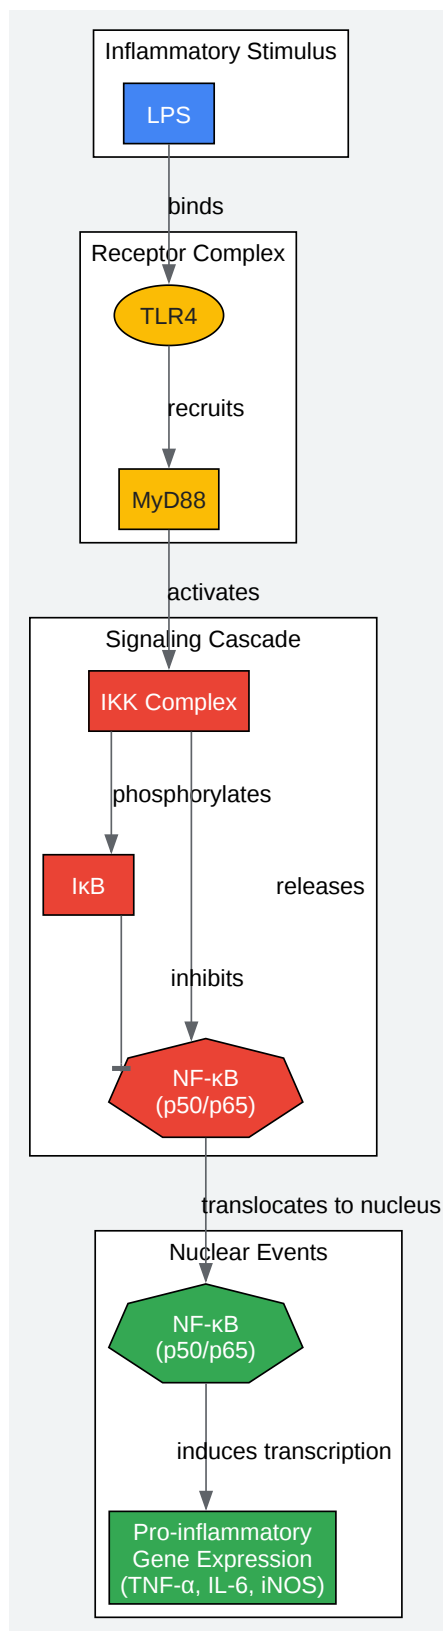 Inflammatory Stimulus
LPS
binds
Receptor Complex
TLR4
recruits
MyD88
activates
Signaling Cascade
IKK Complex
phosphorylates
IκB
releases
inhibits
NF-κB
(p50/p65)
translocates to nucleus
Nuclear Events
NF-κB
(p50/p65)
induces transcription
Pro-inflammatory
Gene Expression
(TNF-α, IL-6, iNOS)